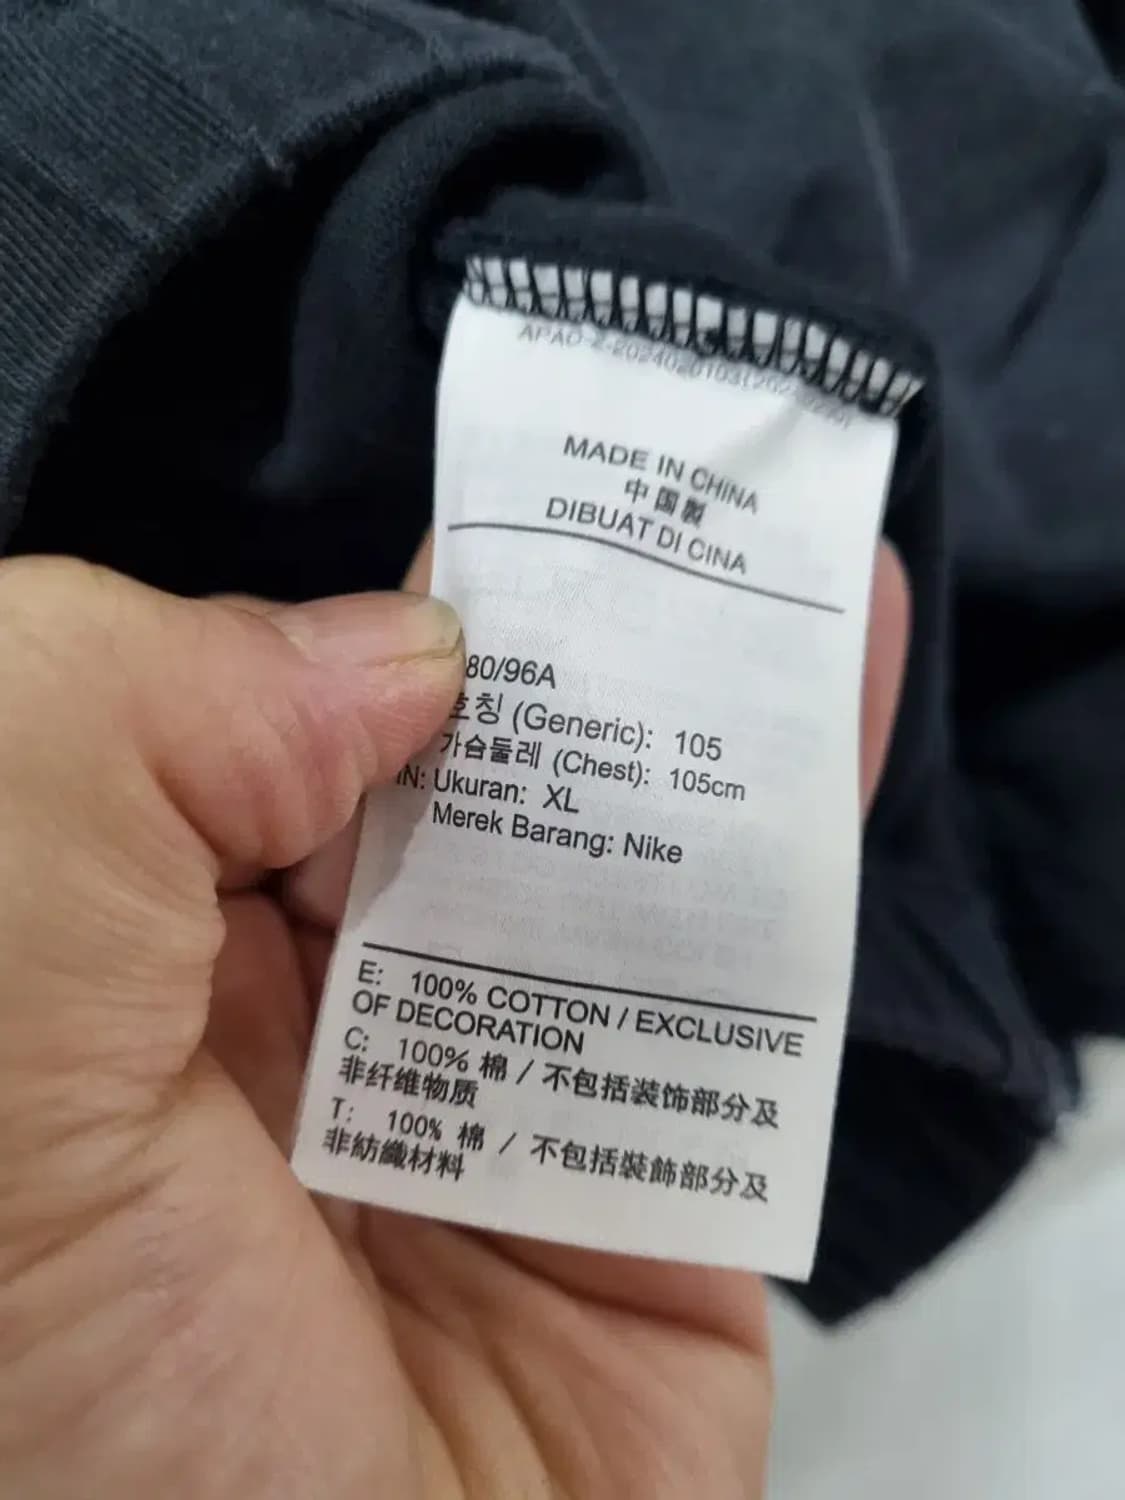 MADE IN CHINA
中国製
DIBUAT DI CINA
80/96A
호칭 (Generic): 105
가슴둘레 (Chest): 105cm
IN: Ukuran: XL
Merek Barang: Nike
E: 100% COTTON / EXCLUSIVE
OF DECORATION
C: 100% 棉 / 不包括装饰部分及
非纤维物质
T: 100% 棉 / 不包括裝飾部分及
非紡織材料